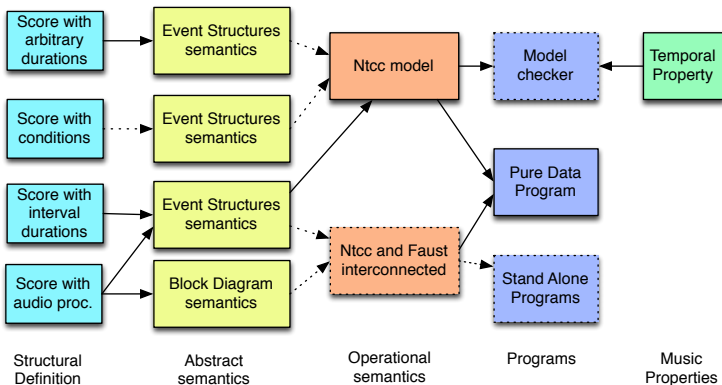 Score with
arbitrary
durations
Event Structures
semantics
Ntcc model
Model
checker
Temporal
Property
Score with
conditions
Event Structures
semantics
Score with
interval
durations
Event Structures
semantics
Pure Data
Program
Score with
audio proc.
Block Diagram
semantics
Ntcc and Faust
interconnected
Stand Alone
Programs
Structural
Definition
Abstract
semantics
Operational
semantics
Programs
Music
Properties